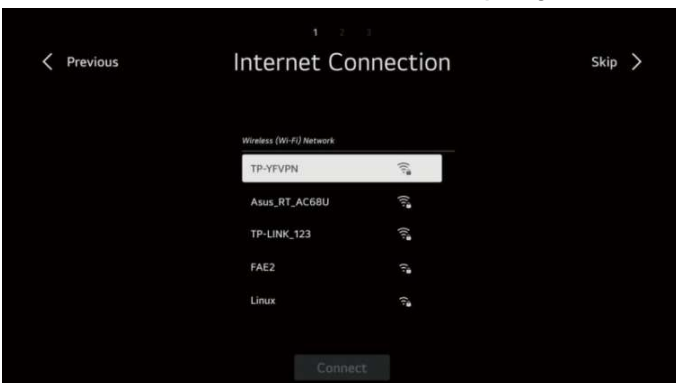 1 2 3
Previous
Internet Connection
Skip
Wireless (Wi-Fi) Network
TP-YFVPN
Asus_RT_AC68U
TP-LINK_123
FAE2
Linux
Connect